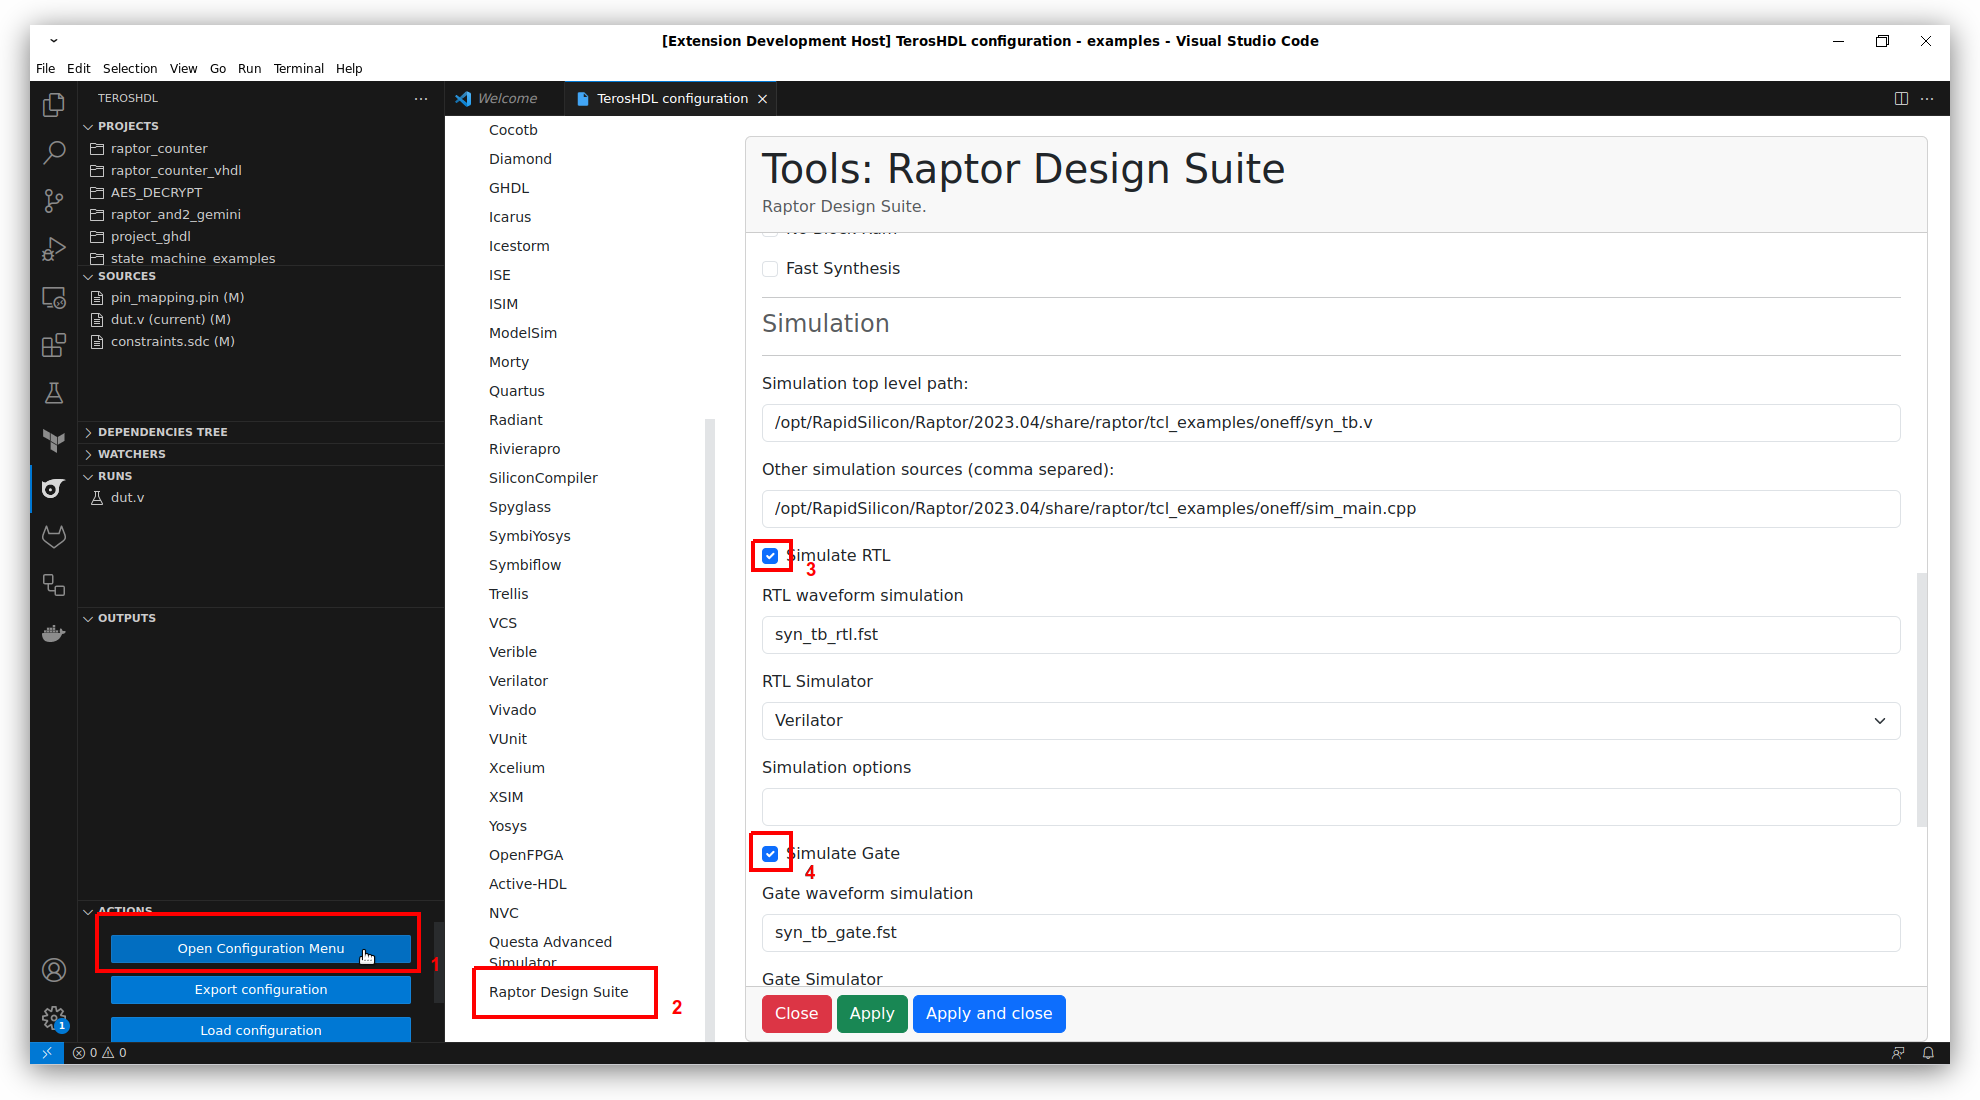 [Extension Development Host] TerosHDL configuration - examples - Visual Studio Code
File Edit Selection View Go Run Terminal Help
TEROSHDL
Welcome
TerosHDL configuration
PROJECTS
raptor_counter
raptor_counter_vhdl
AES_DECRYPT
raptor_and2_gemini
project_ghdl
state_machine_examples
SOURCES
pin_mapping.pin (M)
dut.v (current) (M)
constraints.sdc (M)
DEPENDENCIES TREE
WATCHERS
RUNS
dut.v
OUTPUTS
ACTIONS
Open Configuration Menu
1
Export configuration
Load configuration
Cocotb
Diamond
GHDL
Icarus
Icestorm
ISE
ISIM
ModelSim
Morty
Quartus
Radiant
Rivierapro
SiliconCompiler
Spyglass
SymbiYosys
Symbiflow
Trellis
VCS
Verible
Verilator
Vivado
VUnit
Xcelium
XSIM
Yosys
OpenFPGA
Active-HDL
NVC
Questa Advanced
Simulator
Raptor Design Suite
2
Tools: Raptor Design Suite
Raptor Design Suite.
No Block Ram
Fast Synthesis
Simulation
Simulation top level path:
/opt/RapidSilicon/Raptor/2023.04/share/raptor/tcl_examples/oneff/syn_tb.v
Other simulation sources (comma separed):
/opt/RapidSilicon/Raptor/2023.04/share/raptor/tcl_examples/oneff/sim_main.cpp
Simulate RTL
3
RTL waveform simulation
syn_tb_rtl.fst
RTL Simulator
Verilator
Simulation options
Simulate Gate
4
Gate waveform simulation
syn_tb_gate.fst
Gate Simulator
Close
Apply
Apply and close
1
0 0